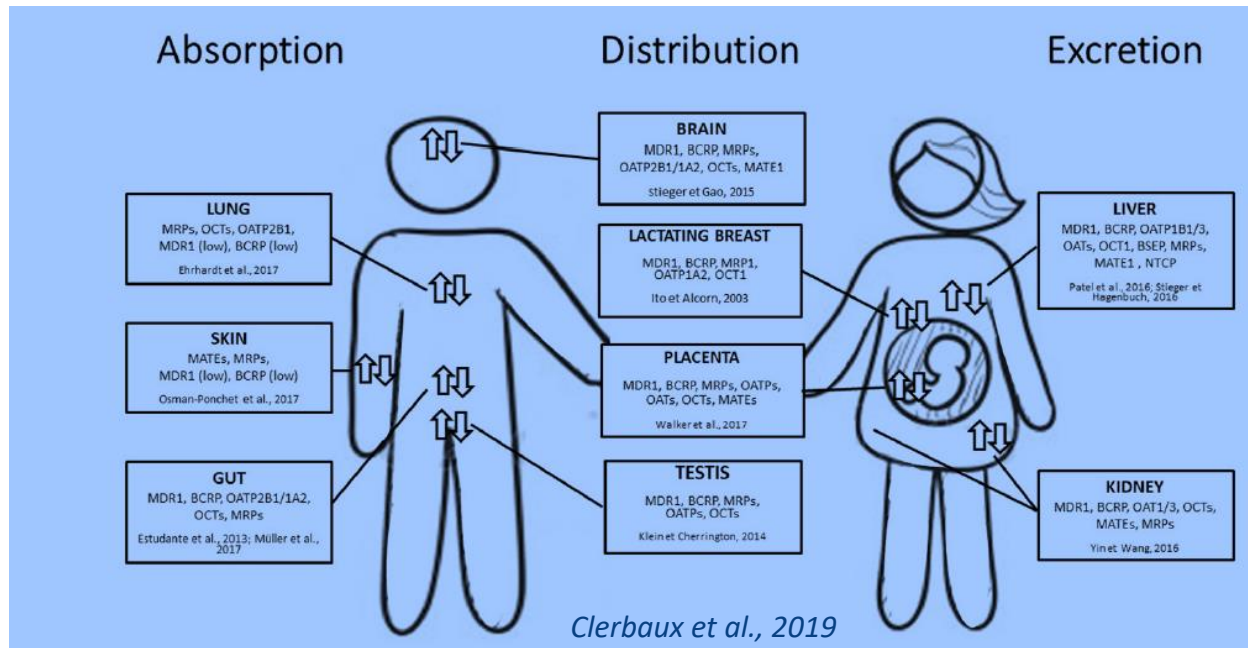 Absorption
Distribution
Excretion
BRAIN
MDR1, BCRP, MRPs,
OATP2B1/1A2, OCTs, MATE1
Stieger et Gao, 2015
LUNG
MRPs, OCTs, OATP2B1,
MDR1 (low), BCRP (low)
Ehrhardt et al., 2017
LACTATING BREAST
MDR1, BCRP, MRP1,
OATP1A2, OCT1
Ito et Alcorn, 2003
LIVER
MDR1, BCRP, OATP1B1/3,
OATs, OCT1, BSEP, MRPs,
MATE1 , NTCP
Patel et al., 2016; Stieger et
Hagenbuch, 2016
SKIN
MATEs, MRPs,
MDR1 (low), BCRP (low)
Osman-Ponchet et al., 2017
PLACENTA
MDR1, BCRP, MRPs, OATPs,
OATs, OCTs, MATEs
Walker et al., 2017
GUT
MDR1, BCRP, OATP2B1/1A2,
OCTs, MRPs
Estudante et al., 2013; Müller et al.,
2017
TESTIS
MDR1, BCRP, MRPs,
OATPs, OCTs
Klein et Cherrington, 2014
KIDNEY
MDR1, BCRP, OAT1/3, OCTs,
MATEs, MRPs
Yin et Wang, 2016
Clerbaux et al., 2019